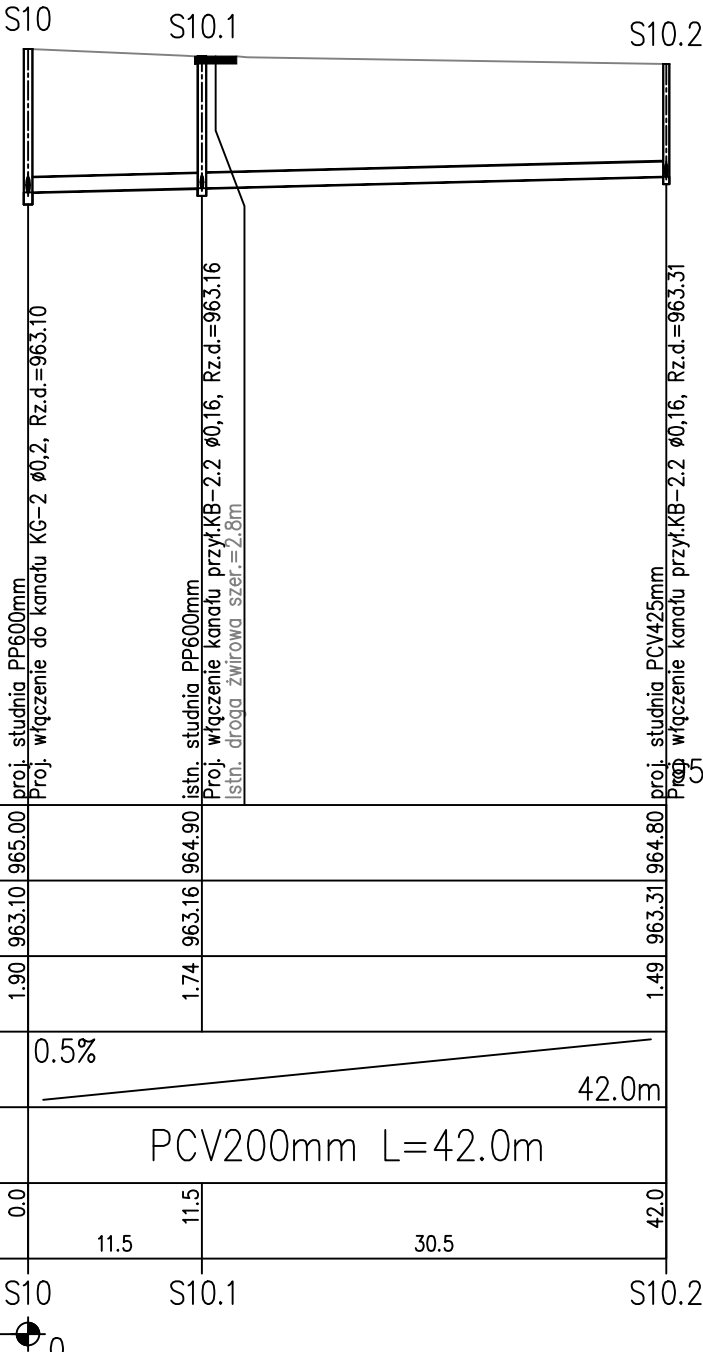 S10
S10.1
S10.2
proj. studnia PP600mm
Proj. włączenie do kanału KG-2 ø0,2, Rz.d.=963.10
istn. studnia PP600mm
Proj. włączenie kanału przył.KB-2.2 ø0,16, Rz.d.=963.16
Istn. droga żwirowa szer.=2.8m
proj. studnia PCV425mm
Proj. włączenie kanału przył.KB-2.2 ø0,16, Rz.d.=963.31
95
965.00
964.90
964.80
963.10
963.16
963.31
1.90
1.74
1.49
0.5%
42.0m
PCV200mm L=42.0m
0.0
11.5
42.0
11.5
30.5
S10
S10.1
S10.2
0